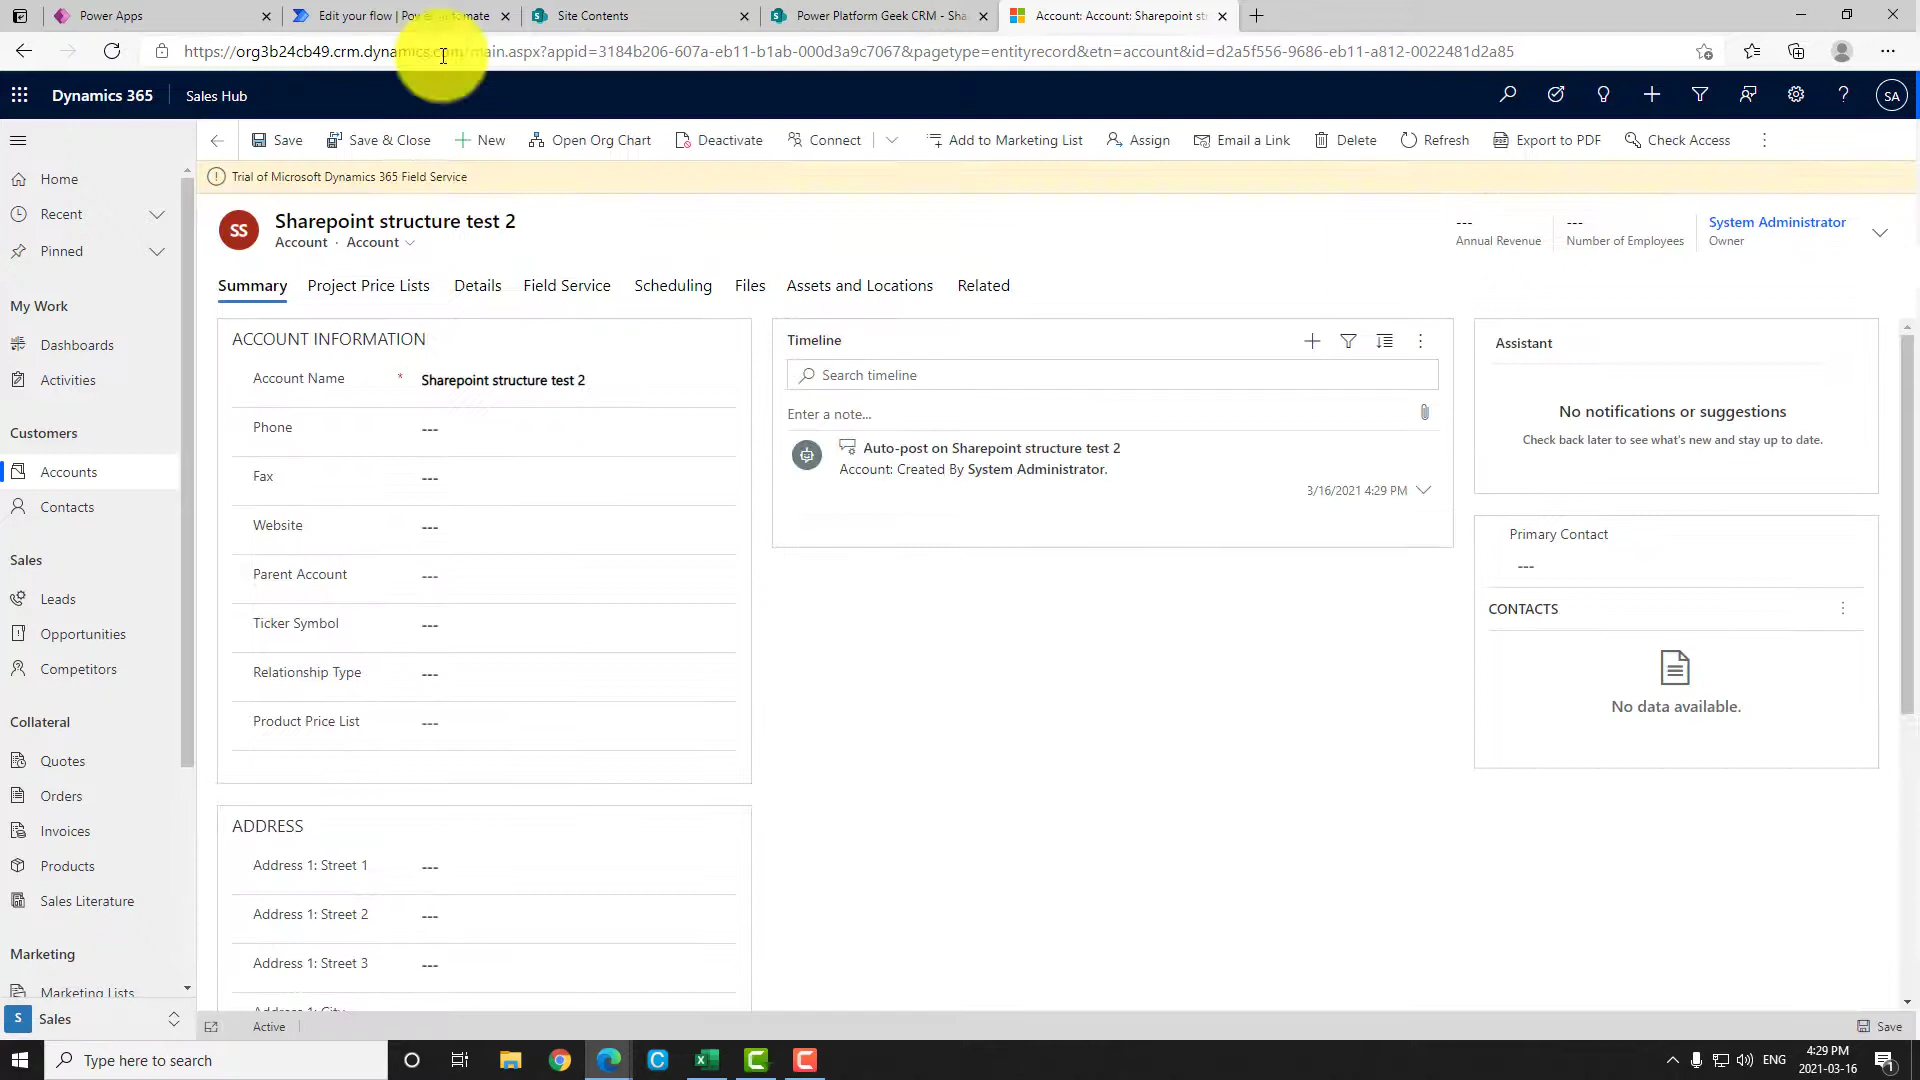 Power Apps
Edit your flow | Power Automate
Site Contents
Power Platform Geek CRM - Sha
Account: Account: Sharepoint st
https://org3b24cb49.crm.dynamics.com/main.aspx?appid=3184b206-607a-eb11-b1ab-000d3a9c7067&pagetype=entityrecord&etn=account&id=d2a5f556-9686-eb11-a812-0022481d2a85
Dynamics 365
Sales Hub
SA
Save
Save & Close
New
Open Org Chart
Deactivate
Connect
Add to Marketing List
Assign
Email a Link
Delete
Refresh
Export to PDF
Check Access
Trial of Microsoft Dynamics 365 Field Service
Home
Recent
Pinned
My Work
Dashboards
Activities
Customers
Accounts
Contacts
Sales
Leads
Opportunities
Competitors
Collateral
Quotes
Orders
Invoices
Products
Sales Literature
Marketing
Marketing Lists
S
Sales
SS
Sharepoint structure test 2
Account · Account
---
Annual Revenue
---
Number of Employees
System Administrator
Owner
Summary
Project Price Lists
Details
Field Service
Scheduling
Files
Assets and Locations
Related
ACCOUNT INFORMATION
Account Name * Sharepoint structure test 2
Phone ---
Fax ---
Website ---
Parent Account ---
Ticker Symbol ---
Relationship Type ---
Product Price List ---
ADDRESS
Address 1: Street 1 ---
Address 1: Street 2 ---
Address 1: Street 3 ---
Address 1: City
Timeline
Search timeline
Enter a note...
Auto-post on Sharepoint structure test 2
Account: Created By System Administrator.
3/16/2021 4:29 PM
Assistant
No notifications or suggestions
Check back later to see what's new and stay up to date.
Primary Contact
---
CONTACTS
No data available.
Active
Save
Type here to search
ENG
4:29 PM
2021-03-16
1